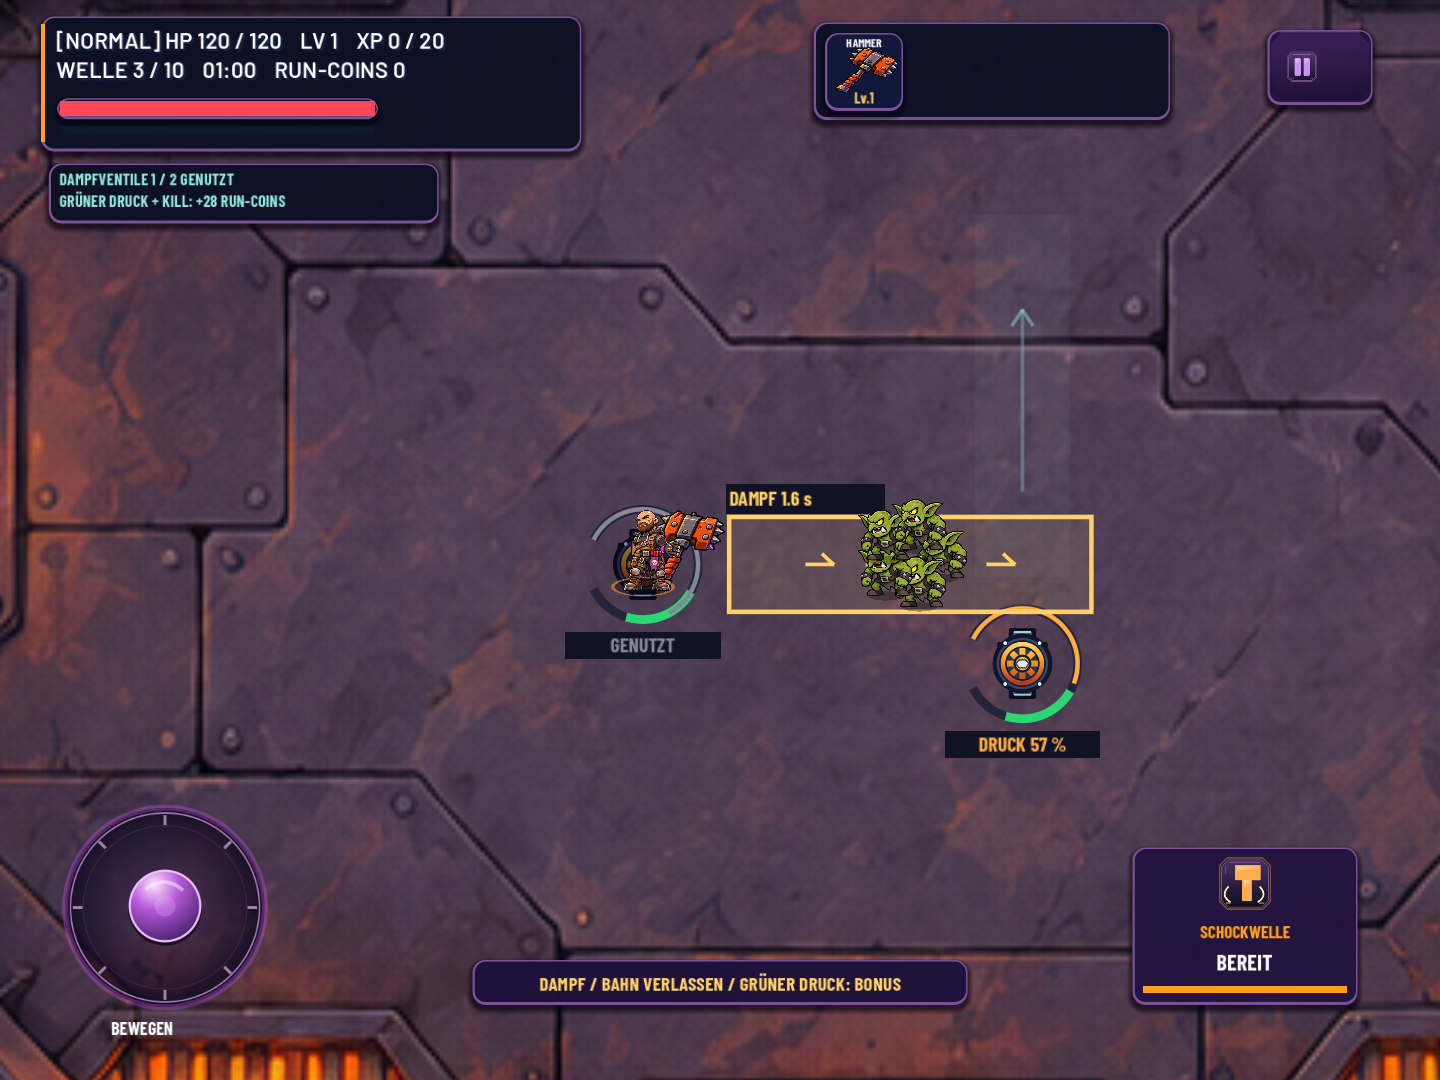 [NORMAL] HP 120 / 120 LV 1 XP 0 / 20
WELLE 3 / 10 01:00 RUN-COINS 0
HAMMER
Lv.1
DAMPFVENTILE 1 / 2 GENUTZT
GRÜNER DRUCK + KILL: +28 RUN-COINS
DAMPF 1.6 s
GENUTZT
DRUCK 57 %
SCHOCKWELLE
BEREIT
DAMPF / BAHN VERLASSEN / GRÜNER DRUCK: BONUS
BEWEGEN